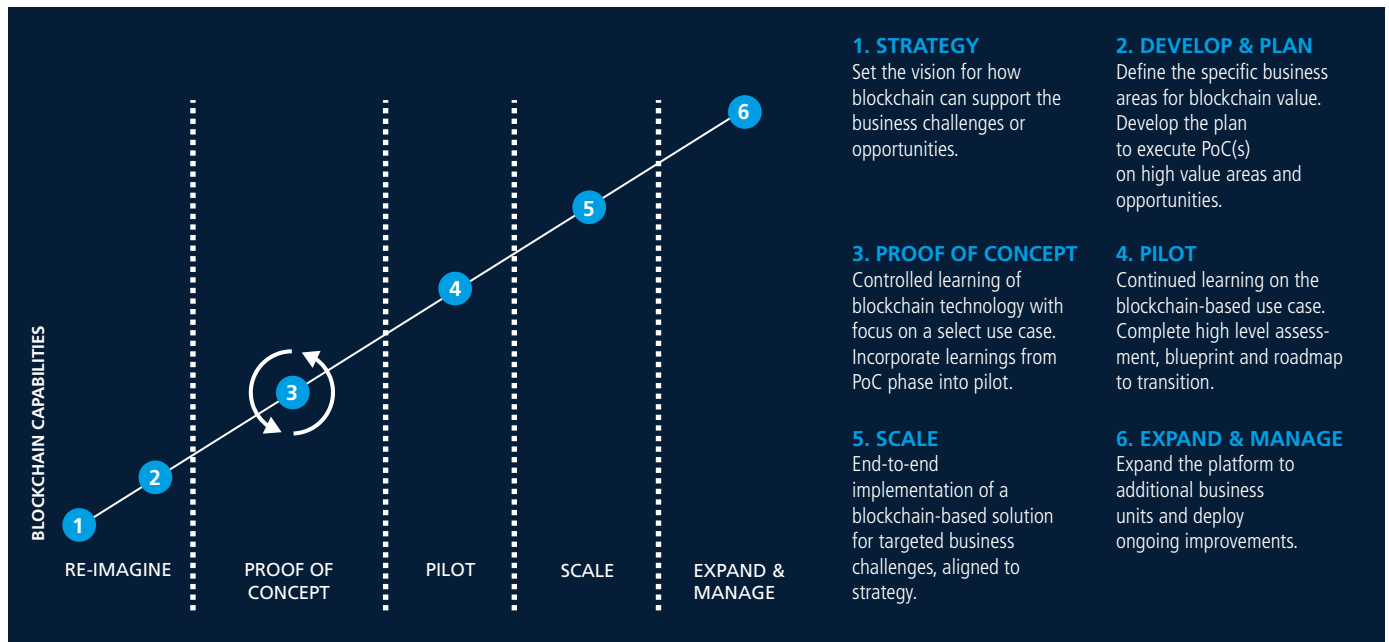 BLOCKCHAIN CAPABILITIES
1
2
3
4
5
6
RE-IMAGINE
PROOF OF
CONCEPT
PILOT
SCALE
EXPAND &
MANAGE
1. STRATEGY
Set the vision for how
blockchain can support the
business challenges or
opportunities.
2. DEVELOP & PLAN
Define the specific business
areas for blockchain value.
Develop the plan
to execute PoC(s)
on high value areas and
opportunities.
3. PROOF OF CONCEPT
Controlled learning of
blockchain technology with
focus on a select use case.
Incorporate learnings from
PoC phase into pilot.
4. PILOT
Continued learning on the
blockchain-based use case.
Complete high level assess-
ment, blueprint and roadmap
to transition.
5. SCALE
End-to-end
implementation of a
blockchain-based solution
for targeted business
challenges, aligned to
strategy.
6. EXPAND & MANAGE
Expand the platform to
additional business
units and deploy
ongoing improvements.